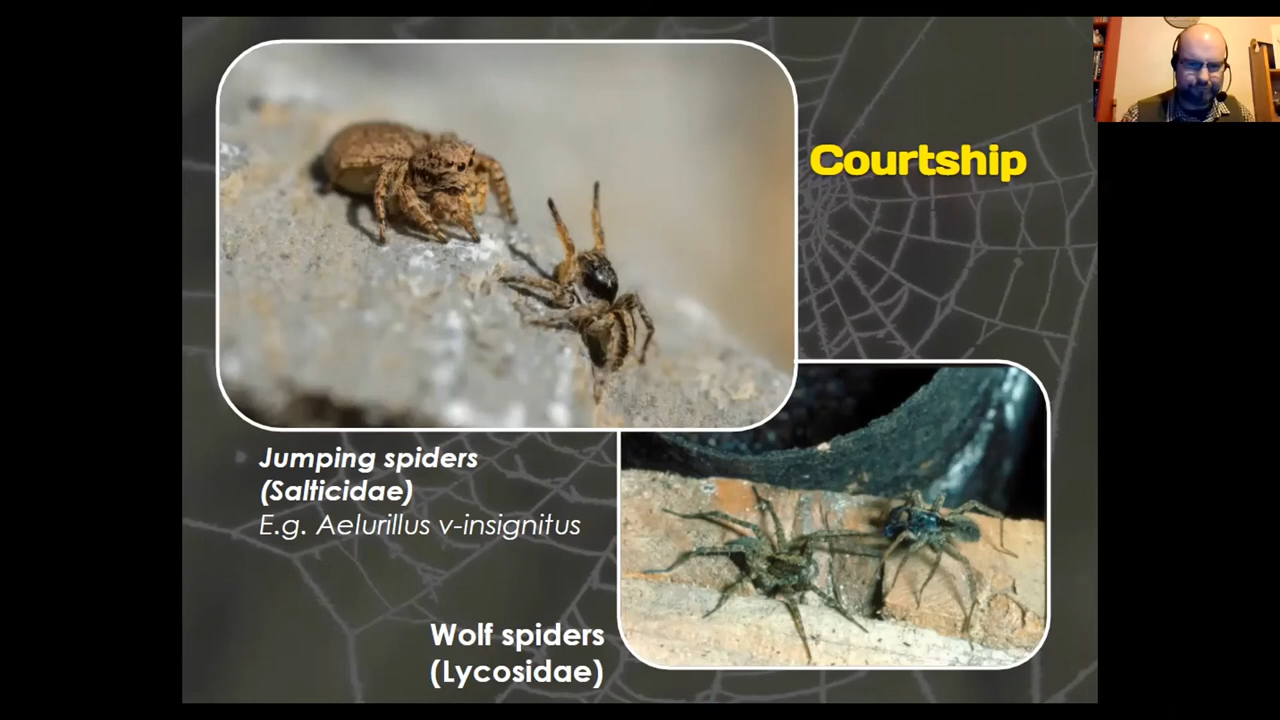 Courtship
Jumping spiders
(Salticidae)
E.g. Aelurillus v-insignitus
Wolf spiders
(Lycosidae)